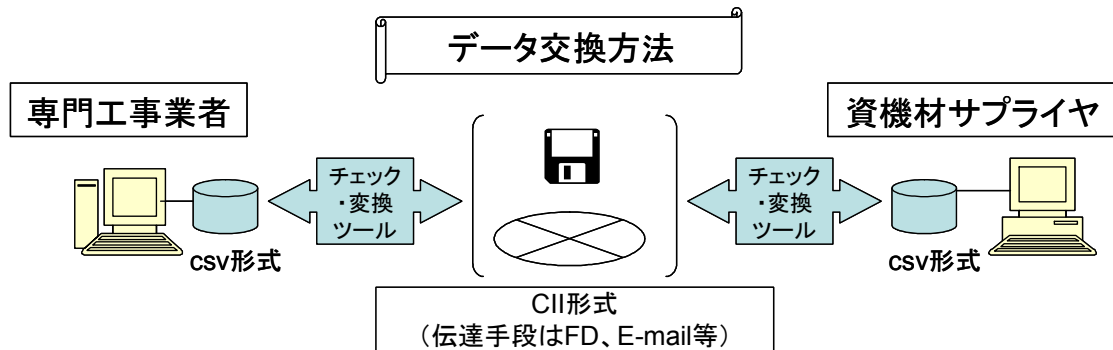 データ交換方法
専門工事業者
資機材サプライヤ
チェック
・変換
ツール
チェック
・変換
ツール
csv形式
csv形式
CII形式
（伝達手段はFD、E-mail等）